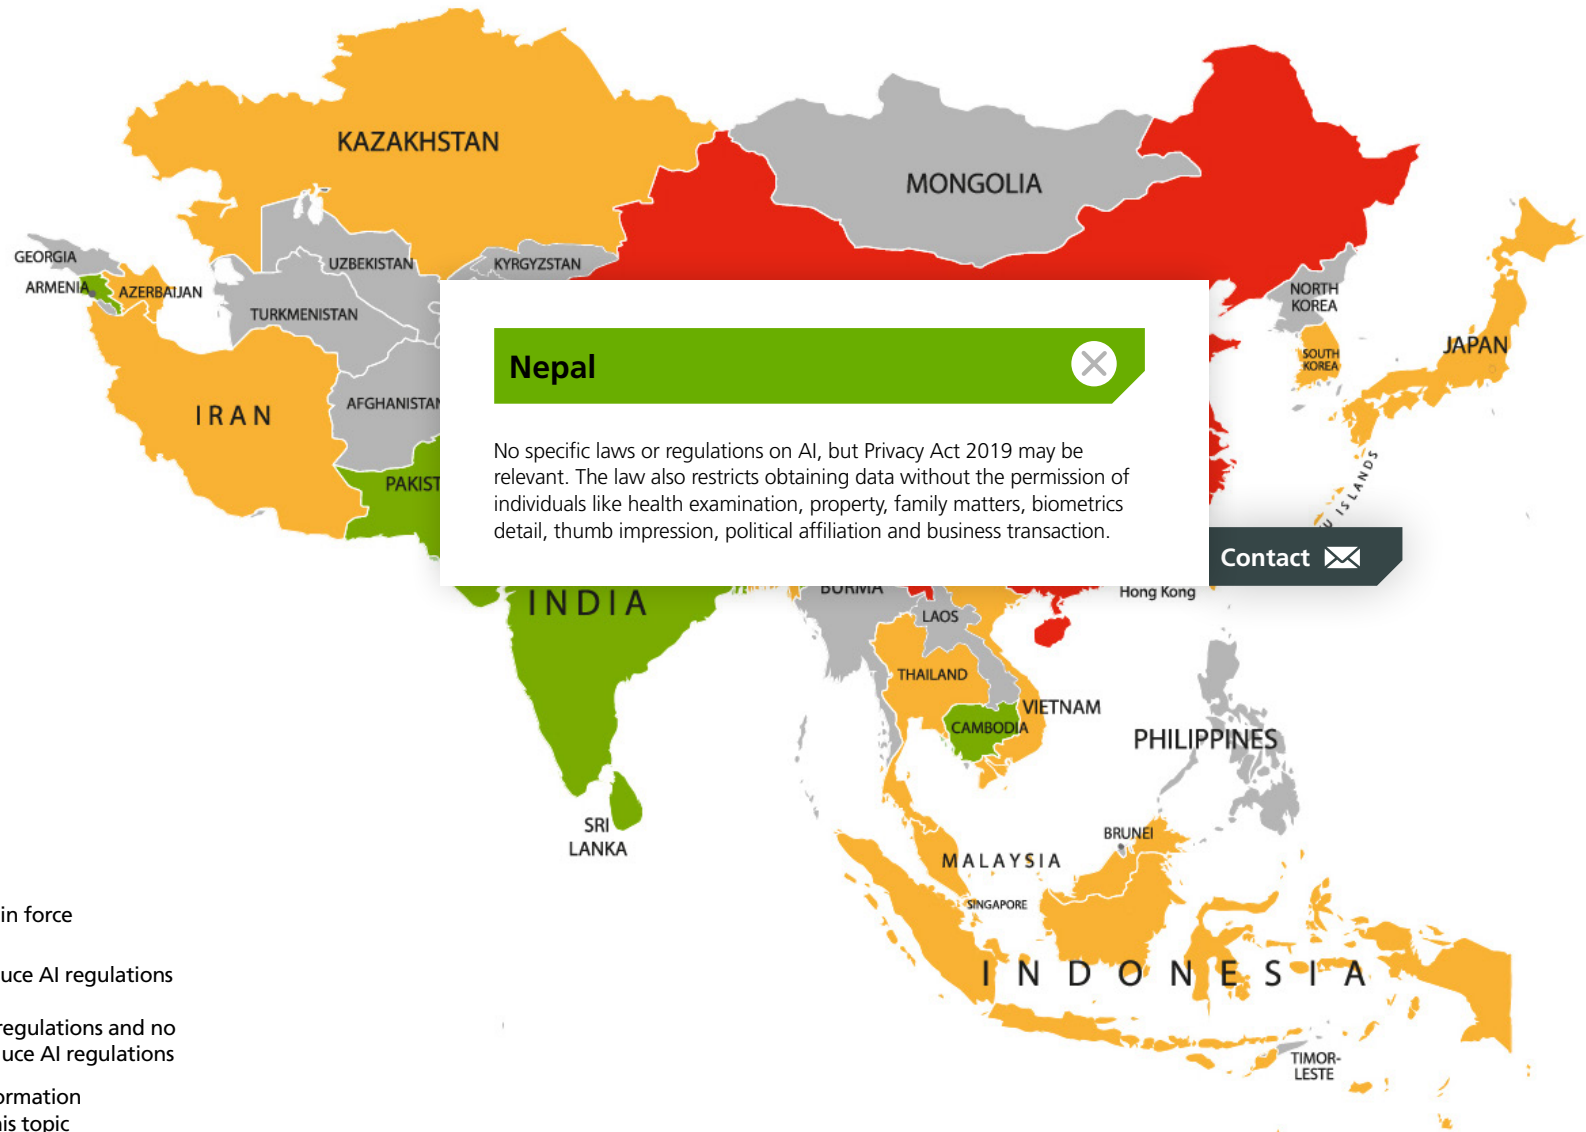 KAZAKHSTAN
MONGOLIA
GEORGIA
UZBEKISTAN
KYRGYZSTAN
ARMENIA
AZERBAIJAN
TURKMENISTAN
NORTH
KOREA
SOUTH
KOREA
JAPAN
Nepal
IRAN
AFGHANISTAN
No specific laws or regulations on AI, but Privacy Act 2019 may be
relevant. The law also restricts obtaining data without the permission of
individuals like health examination, property, family matters, biometrics
detail, thumb impression, political affiliation and business transaction.
PAKIST
U ISLANDS
Contact
INDIA
BURMA
Hong Kong
LAOS
THAILAND
VIETNAM
CAMBODIA
PHILIPPINES
SRI
LANKA
BRUNEI
MALAYSIA
SINGAPORE
INDONESIA
TIMOR-
LESTE
in force
uce AI regulations
regulations and no
uce AI regulations
ormation
is topic